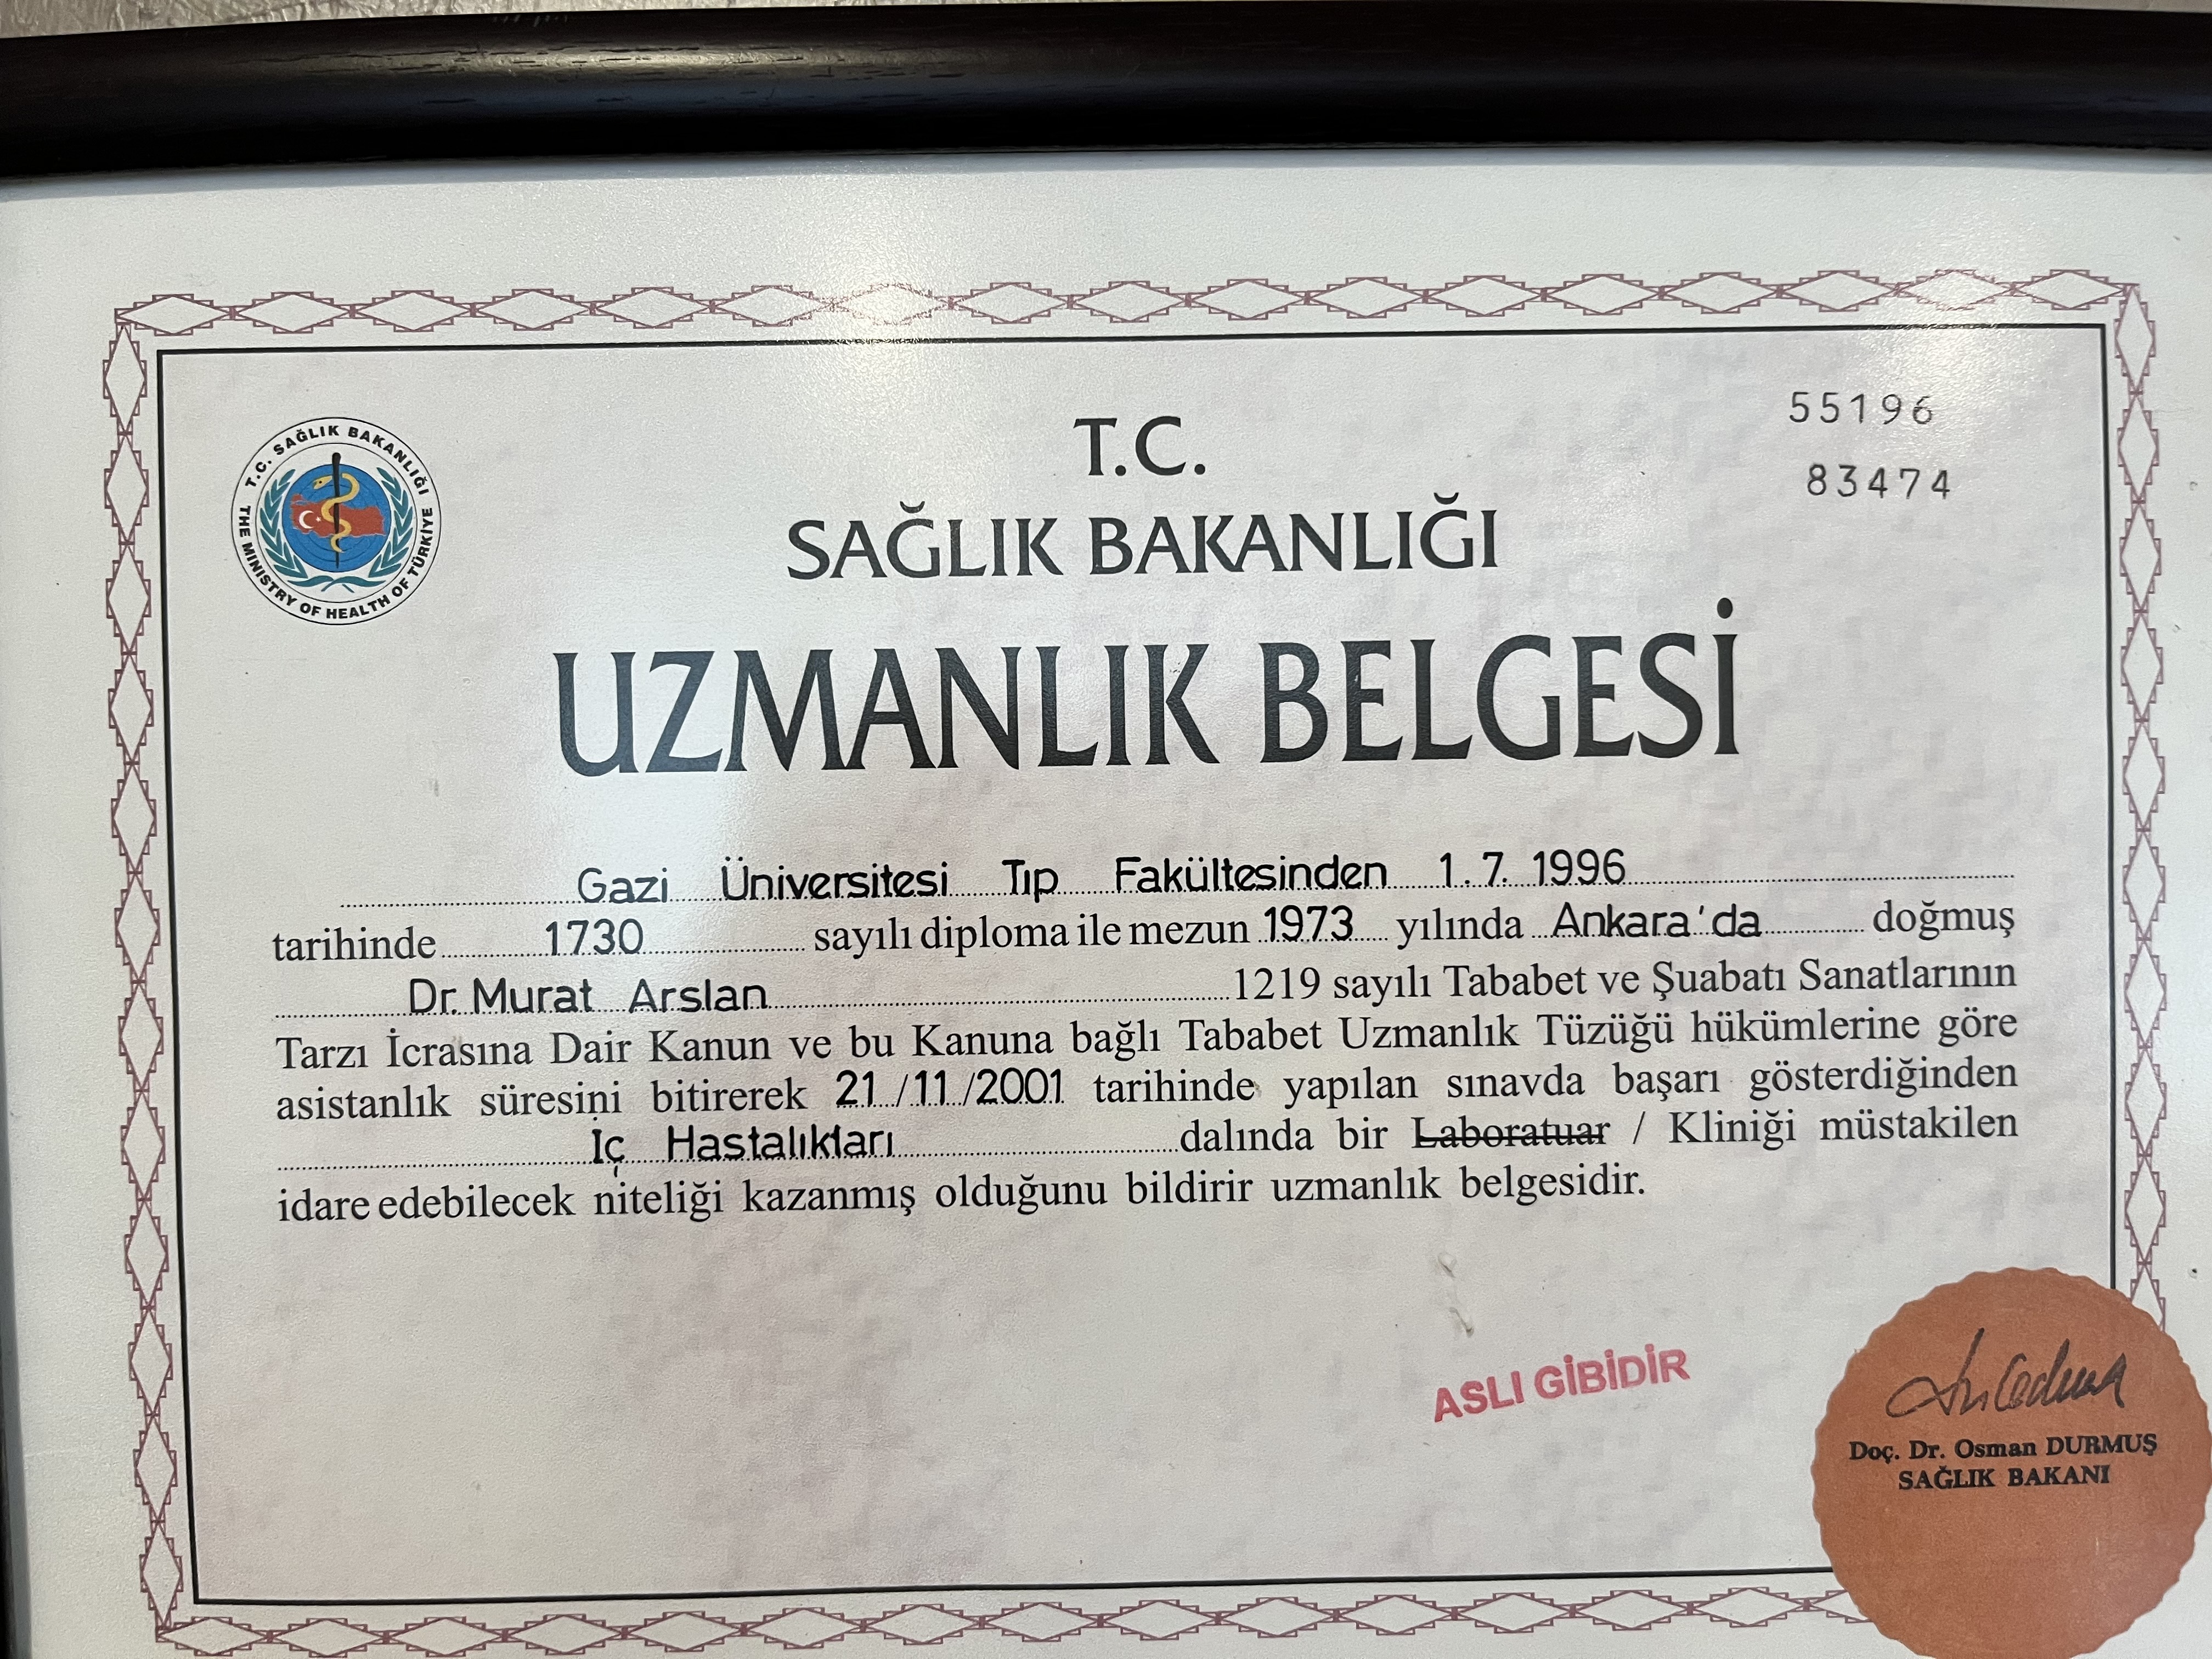 T.C. SAĞLIK BAKANLIĞI
THE MINISTRY OF HEALTH OF TÜRKİYE
55196
83474
T.C.
SAĞLIK BAKANLIĞI
UZMANLIK BELGESİ
Gazi Üniversitesi Tıp Fakültesinden 1.7.1996
tarihinde 1730 sayılı diploma ile mezun 1973 yılında Ankara'da doğmuş
Dr. Murat Arslan 1219 sayılı Tababet ve Şuabatı Sanatlarının
Tarzı İcrasına Dair Kanun ve bu Kanuna bağlı Tababet Uzmanlık Tüzüğü hükümlerine göre
asistanlık süresini bitirerek 21/11/2001 tarihinde yapılan sınavda başarı gösterdiğinden
İç Hastalıkları dalında bir Laboratuar / Kliniği müstakilen
idare edebilecek niteliği kazanmış olduğunu bildirir uzmanlık belgesidir.
ASLI GİBİDİR
Doç. Dr. Osman DURMUŞ
SAĞLIK BAKANI